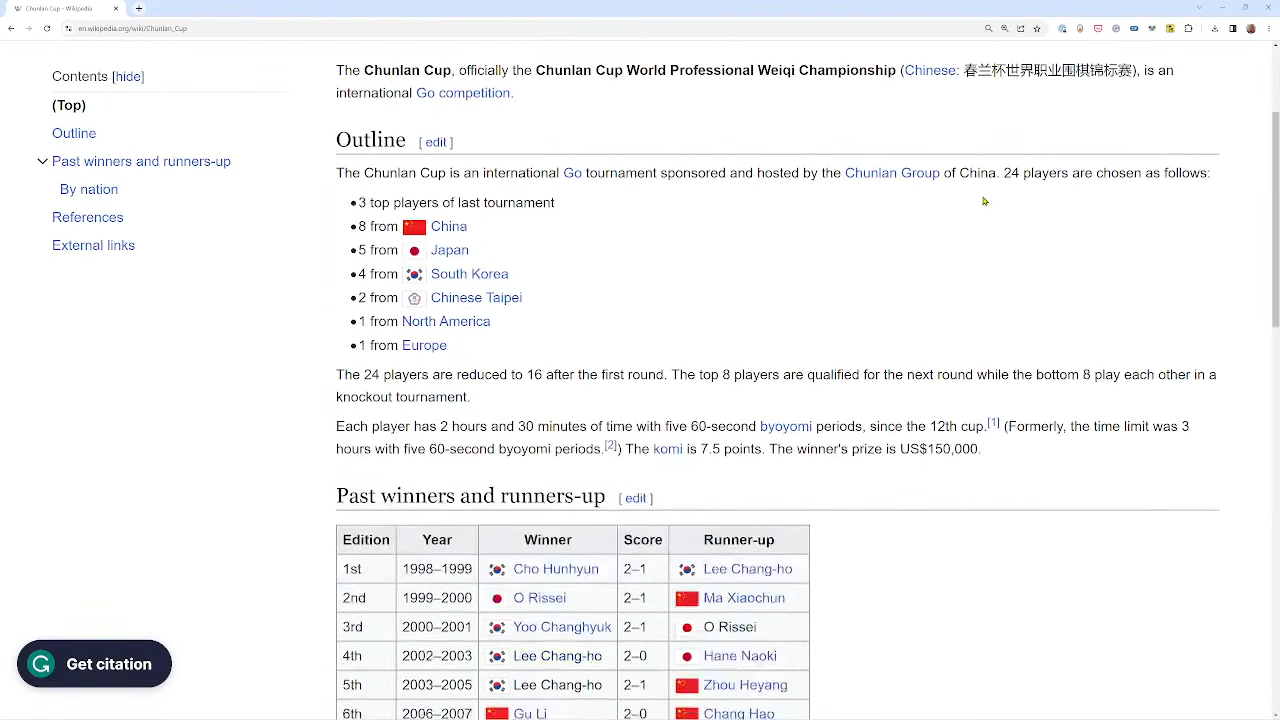 Chunlan Cup - Wikipedia
en.wikipedia.org/wiki/Chunlan_Cup
Contents [hide]
(Top)
Outline
Past winners and runners-up
By nation
References
External links
The Chunlan Cup, officially the Chunlan Cup World Professional Weiqi Championship (Chinese: 春兰杯世界职业围棋锦标赛), is an
international Go competition.
Outline [ edit ]
The Chunlan Cup is an international Go tournament sponsored and hosted by the Chunlan Group of China. 24 players are chosen as follows:
3 top players of last tournament
8 from China
5 from Japan
4 from South Korea
2 from Chinese Taipei
1 from North America
1 from Europe
The 24 players are reduced to 16 after the first round. The top 8 players are qualified for the next round while the bottom 8 play each other in a
knockout tournament.
Each player has 2 hours and 30 minutes of time with five 60-second byoyomi periods, since the 12th cup.[1] (Formerly, the time limit was 3
hours with five 60-second byoyomi periods.[2]) The komi is 7.5 points. The winner's prize is US$150,000.
Past winners and runners-up [ edit ]
Edition Year Winner Score Runner-up
1st 1998–1999 Cho Hunhyun 2–1 Lee Chang-ho
2nd 1999–2000 O Rissei 2–1 Ma Xiaochun
3rd 2000–2001 Yoo Changhyuk 2–1 O Rissei
4th 2002–2003 Lee Chang-ho 2–0 Hane Naoki
5th 2003–2005 Lee Chang-ho 2–1 Zhou Heyang
6th 2006–2007 Gu Li 2–0 Chang Hao
Get citation